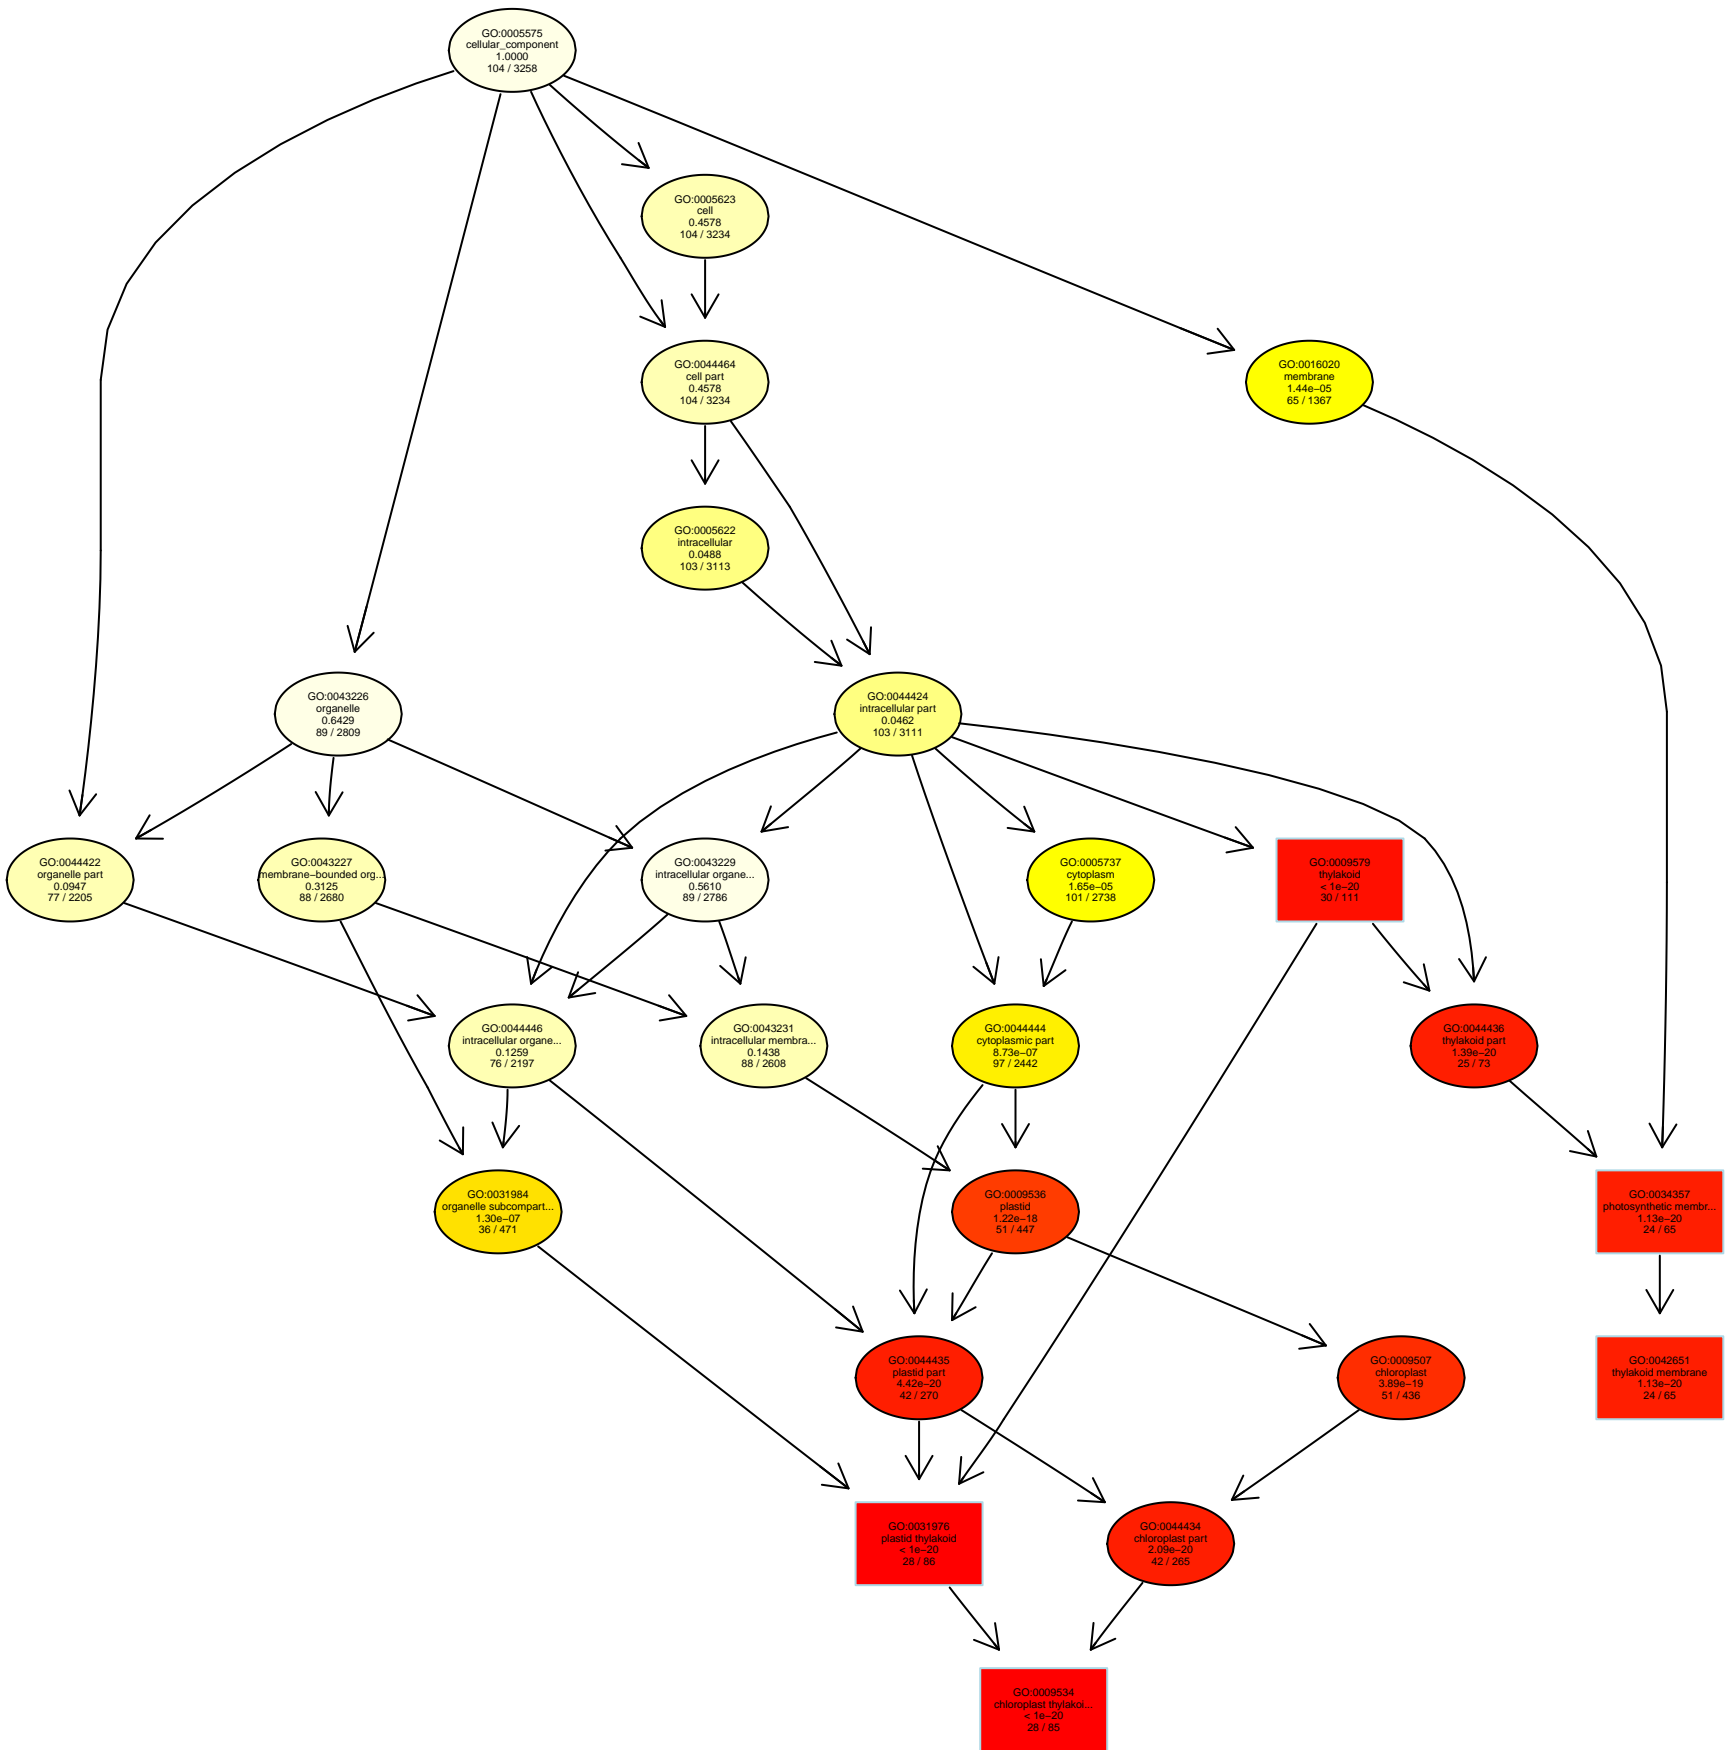 GO:0005575
cellular_component
1.0000
104 / 3258
GO:0005623
cell
0.4578
104 / 3234
GO:0044464
cell part
0.4578
104 / 3234
GO:0016020
membrane
1.44e−05
65 / 1367
GO:0005622
intracellular
0.0488
103 / 3113
GO:0043226
organelle
0.6429
89 / 2809
GO:0044424
intracellular part
0.0462
103 / 3111
GO:0044422
organelle part
0.0947
77 / 2205
GO:0043227
membrane−bounded org...
0.3125
88 / 2680
GO:0043229
intracellular organe...
0.5610
89 / 2786
GO:0005737
cytoplasm
1.65e−05
101 / 2738
GO:0009579
thylakoid
< 1e−20
30 / 111
GO:0044446
intracellular organe...
0.1259
76 / 2197
GO:0043231
intracellular membra...
0.1438
88 / 2608
GO:0044444
cytoplasmic part
8.73e−07
97 / 2442
GO:0044436
thylakoid part
1.39e−20
25 / 73
GO:0031984
organelle subcompart...
1.30e−07
36 / 471
GO:0009536
plastid
1.22e−18
51 / 447
GO:0034357
photosynthetic membr...
1.13e−20
24 / 65
GO:0044435
plastid part
4.42e−20
42 / 270
GO:0009507
chloroplast
3.89e−19
51 / 436
GO:0042651
thylakoid membrane
1.13e−20
24 / 65
GO:0031976
plastid thylakoid
< 1e−20
28 / 86
GO:0044434
chloroplast part
2.09e−20
42 / 265
GO:0009534
chloroplast thylakoi...
< 1e−20
28 / 85